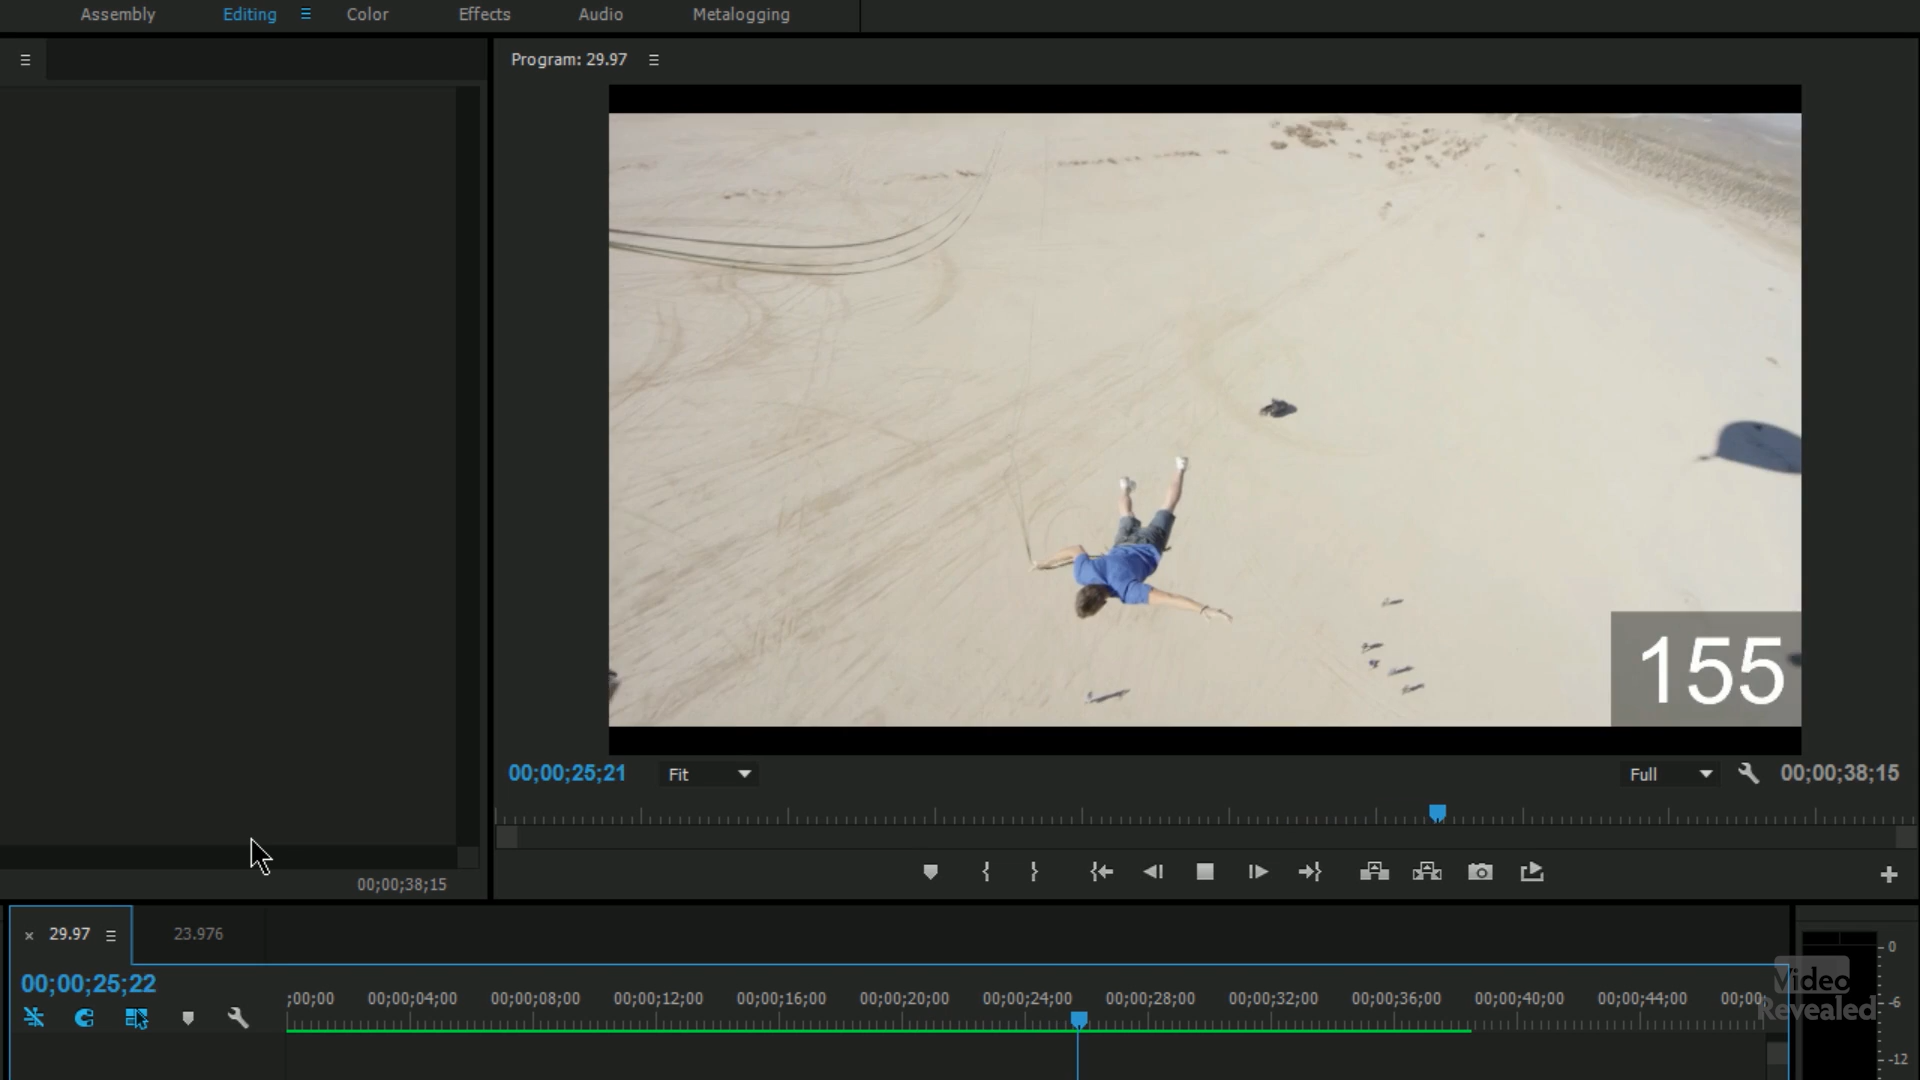 Assembly Editing Color Effects Audio Metalogging
Program: 29.97
155
00;00;25;21 Fit Full 00;00;38;15
00;00;38;15
× 29.97 23.976
00;00;25;22
;00;00 00;00;04;00 00;00;08;00 00;00;12;00 00;00;16;00 00;00;20;00 00;00;24;00 00;00;28;00 00;00;32;00 00;00;36;00 00;00;40;00 00;00;44;00 00;00;
0
-6
-12
Video
Revealed